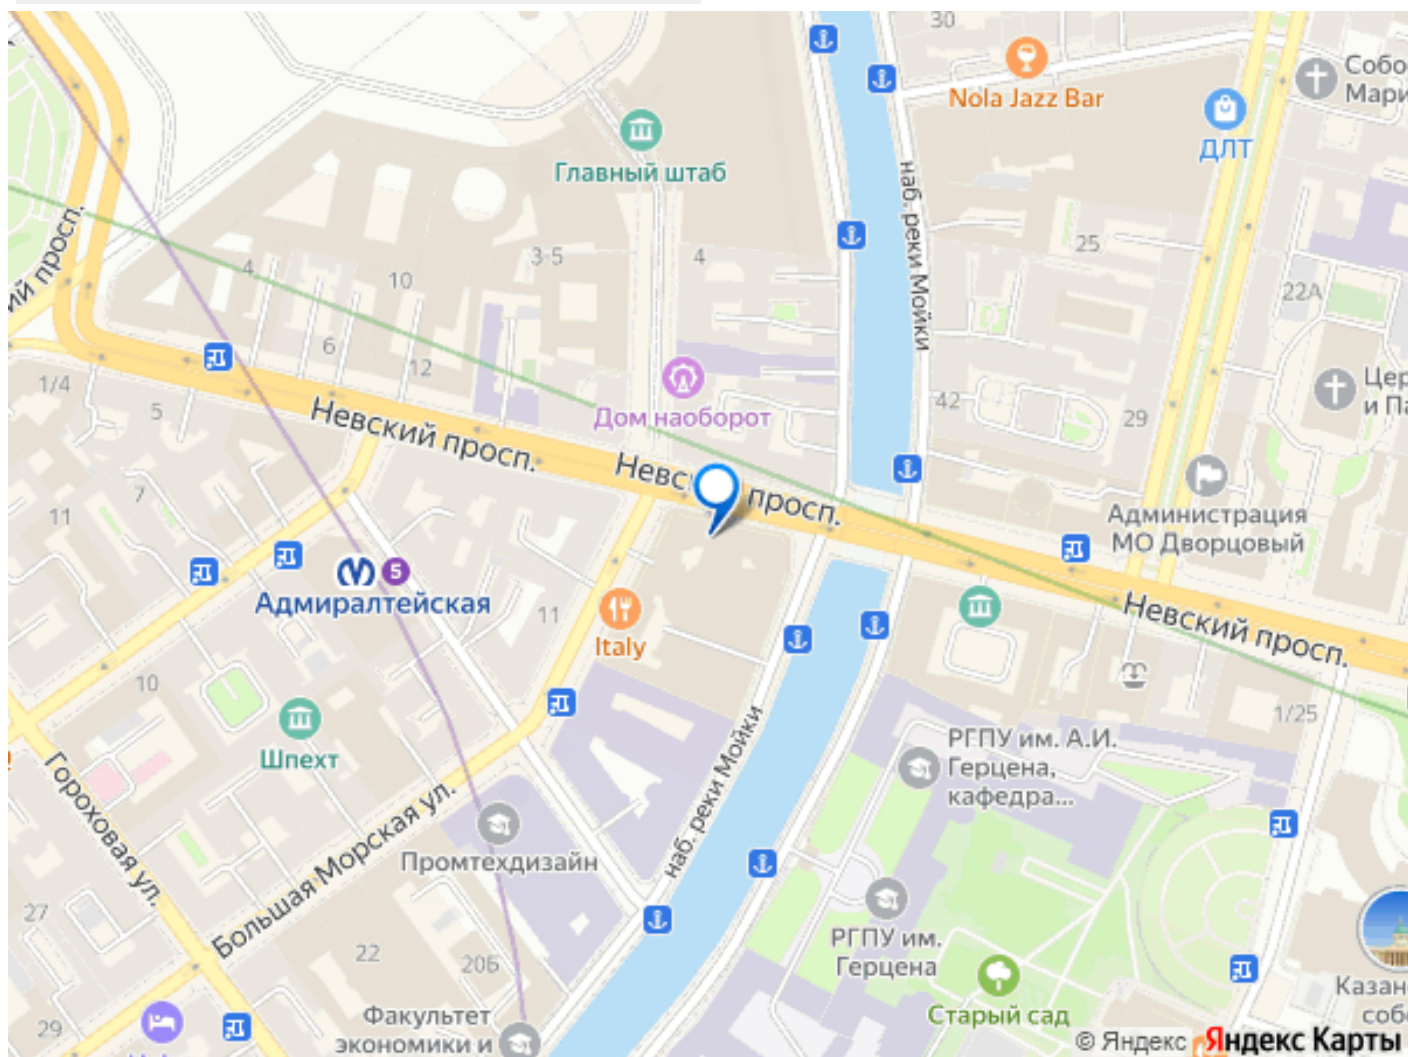 30
Nola Jazz Bar
Собо
Мари
ДЛТ
Главный штаб
наб. реки Мойки
ий просп.
3-5
4
4
10
25
22А
6
12
1/4
5
Дом наоборот
42
29
Цер
и Па
Невский просп.
Невс
просп.
7
11
Администрация
МО Дворцовый
5
Адмиралтейская
11
Italy
Невский просп.
10
1/25
Шпехт
наб. реки Мойки
РГПУ им. А.И.
Герцена,
кафедра...
Гороховая ул.
Большая Морская ул.
Промтехдизайн
27
22
20Б
РГПУ им.
Герцена
Старый сад
Казан
соб
29
Факультет
экономики и
© Яндекс Яндекс Карты